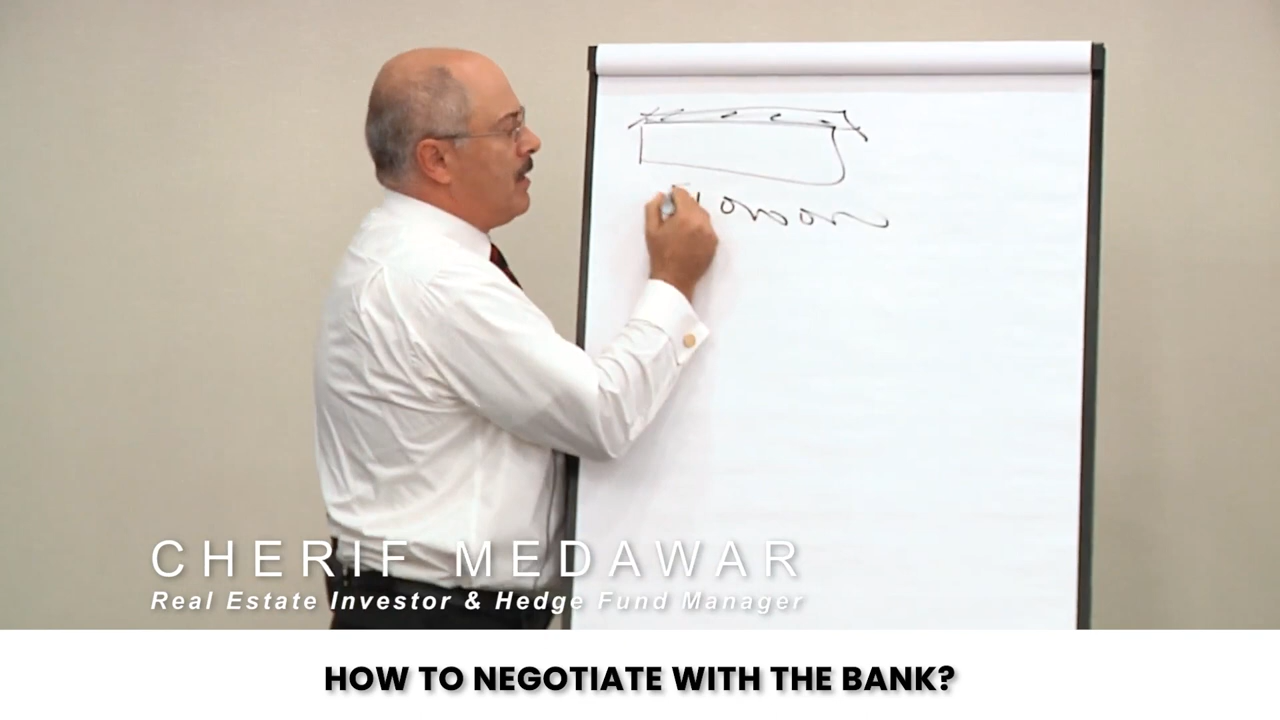 CHERIF MEDAWAR
Real Estate Investor & Hedge Fund Manager
HOW TO NEGOTIATE WITH THE BANK?